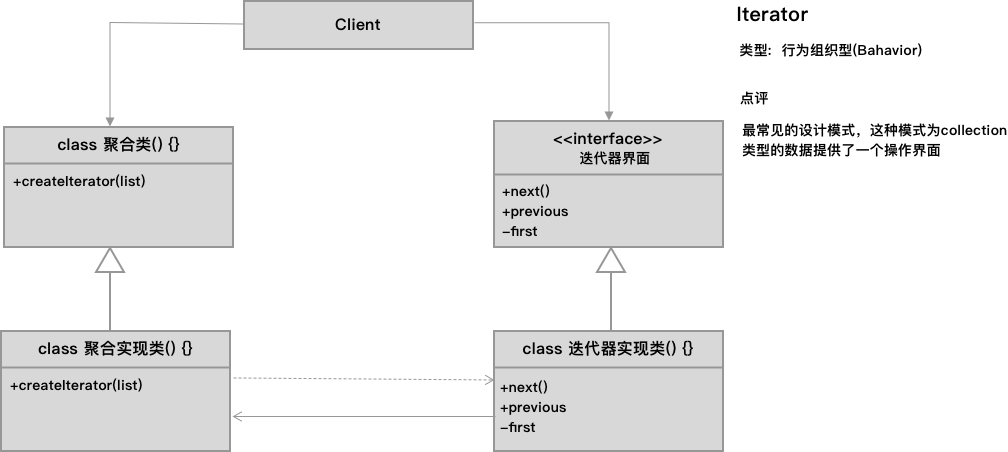 Client
Iterator
类型：行为组织型(Bahavior)
点评
最常见的设计模式，这种模式为collection
类型的数据提供了一个操作界面
class 聚合类() {}
+createIterator(list)
<<interface>>
迭代器界面
+next()
+previous
-first
class 聚合实现类() {}
+createIterator(list)
class 迭代器实现类() {}
+next()
+previous
-first